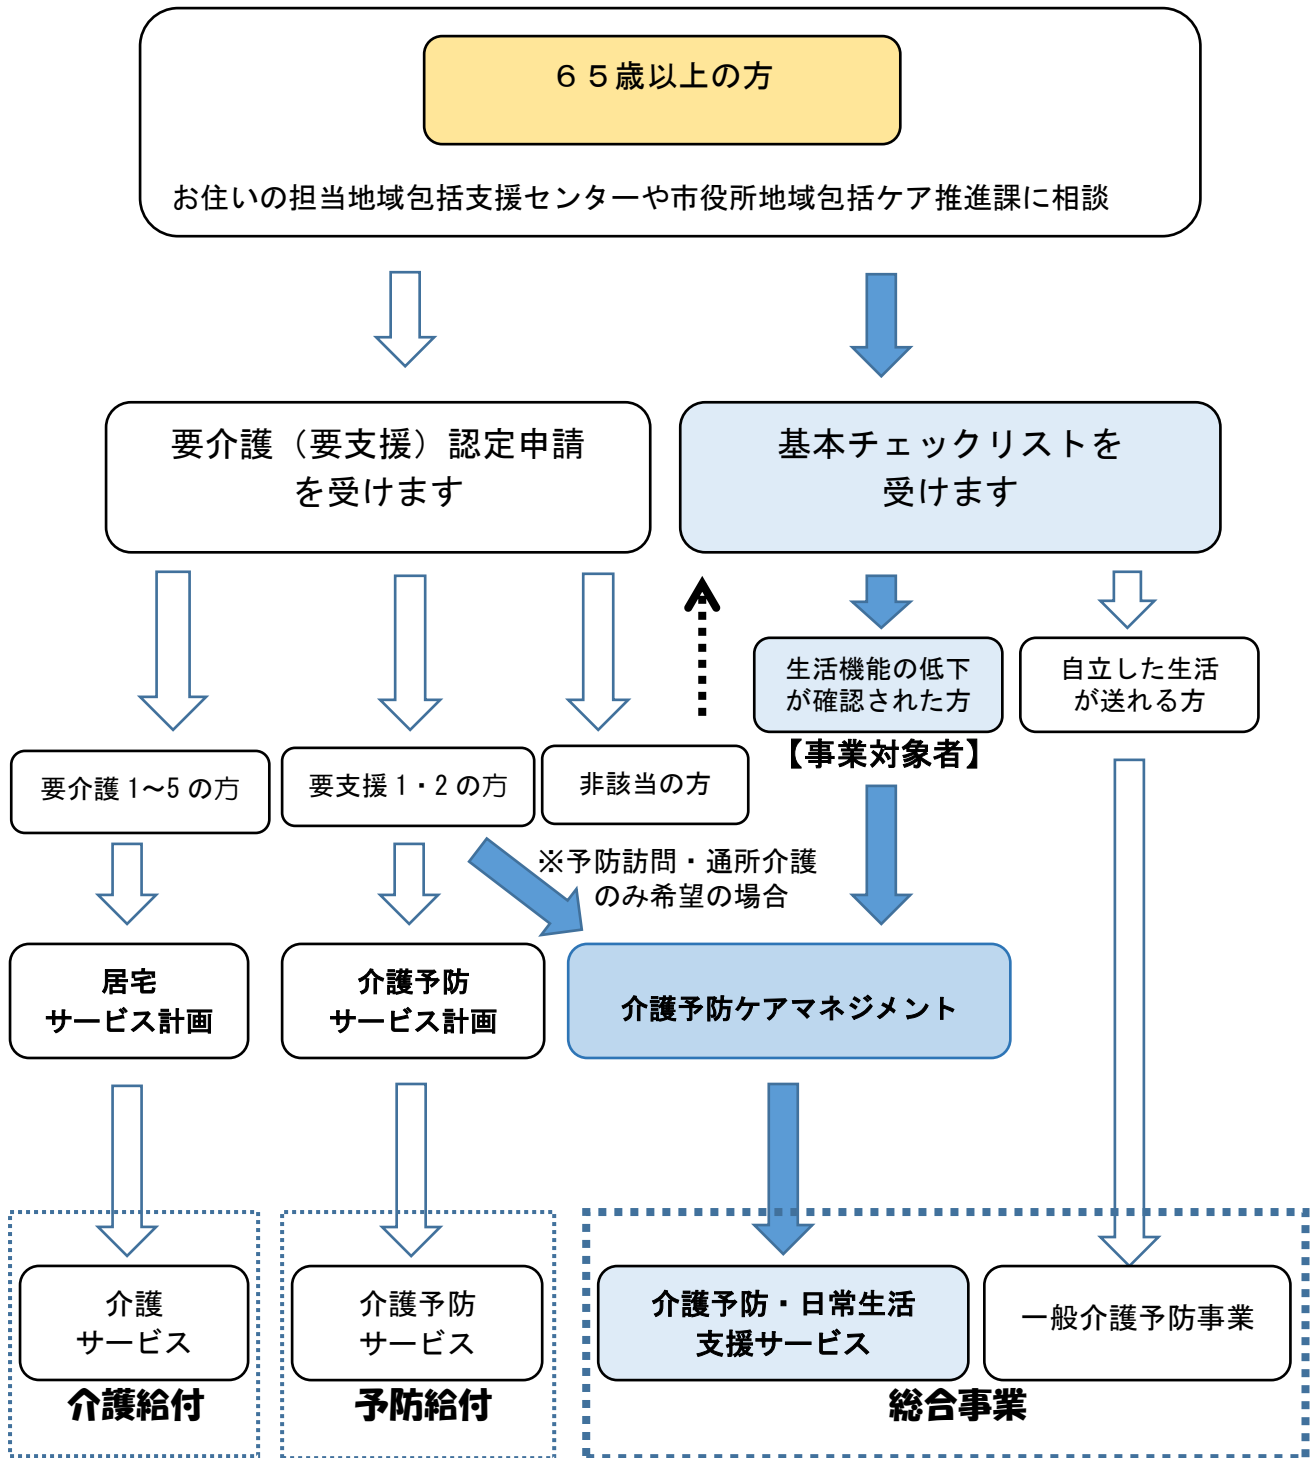 ６５歳以上の方
お住いの担当地域包括支援センターや市役所地域包括ケア推進課に相談
要介護（要支援）認定申請
を受けます
基本チェックリストを
受けます
生活機能の低下
が確認された方
【事業対象者】
自立した生活
が送れる方
要介護 1～5 の方
要支援 1・2 の方
非該当の方
※予防訪問・通所介護
のみ希望の場合
居宅
サービス計画
介護予防
サービス計画
介護予防ケアマネジメント
介護
サービス
介護給付
介護予防
サービス
予防給付
介護予防・日常生活
支援サービス
一般介護予防事業
総合事業